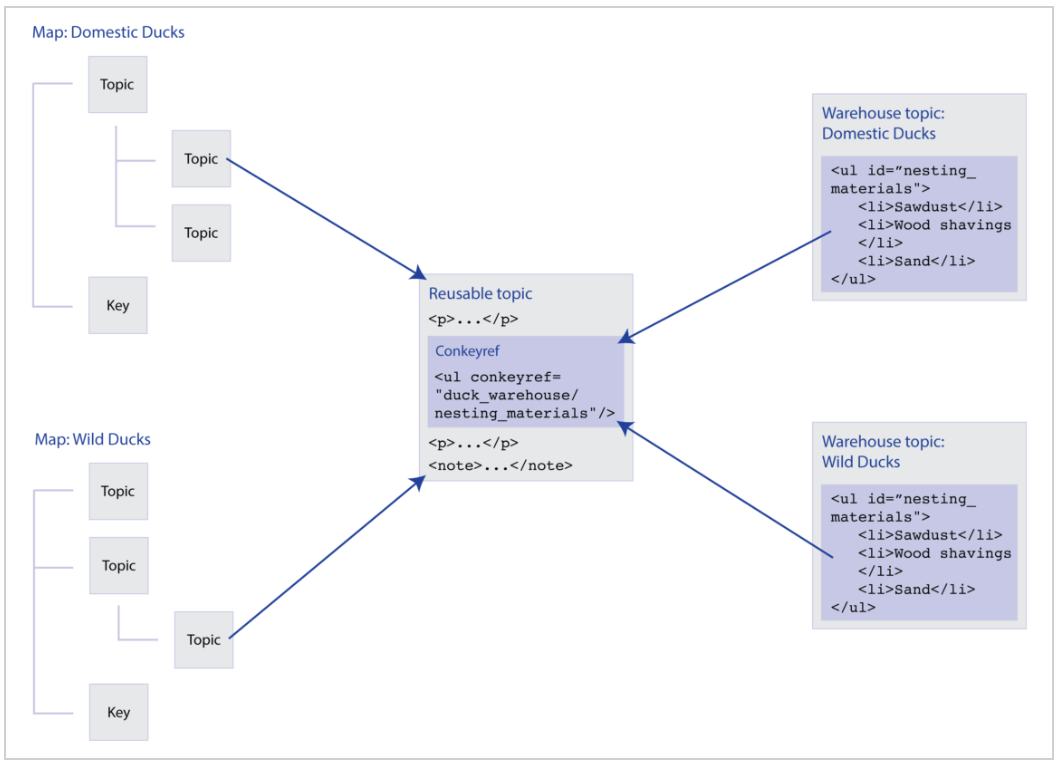 Map: Domestic Ducks
Topic
Topic
Topic
Key
Map: Wild Ducks
Topic
Topic
Topic
Key
Reusable topic
<p>...</p>
Conkeyref
<ul conkeyref=
"duck_warehouse/
nesting_materials"/>
<p>...</p>
<note>...</note>
Warehouse topic:
Domestic Ducks
<ul id=”nesting_
materials">
<li>Sawdust</li>
<li>Wood shavings
</li>
<li>Sand</li>
</ul>
Warehouse topic:
Wild Ducks
<ul id=”nesting_
materials">
<li>Sawdust</li>
<li>Wood shavings
</li>
<li>Sand</li>
</ul>